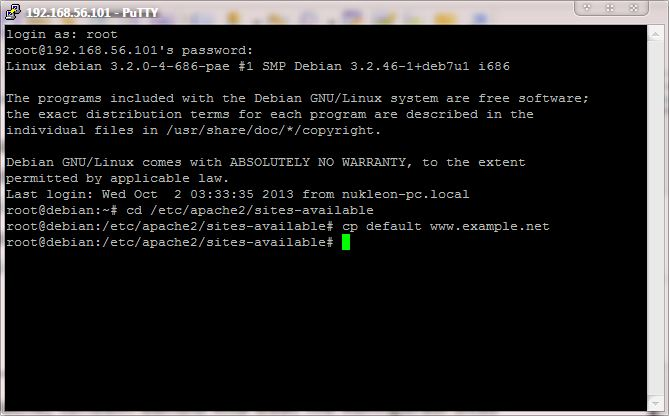 192.168.56.101 - PuTTY
login as: root
root@192.168.56.101's password:
Linux debian 3.2.0-4-686-pae #1 SMP Debian 3.2.46-1+deb7u1 i686
The programs included with the Debian GNU/Linux system are free software;
the exact distribution terms for each program are described in the
individual files in /usr/share/doc/*/copyright.
Debian GNU/Linux comes with ABSOLUTELY NO WARRANTY, to the extent
permitted by applicable law.
Last login: Wed Oct  2 03:33:35 2013 from nukleon-pc.local
root@debian:~# cd /etc/apache2/sites-available
root@debian:/etc/apache2/sites-available# cp default www.example.net
root@debian:/etc/apache2/sites-available#